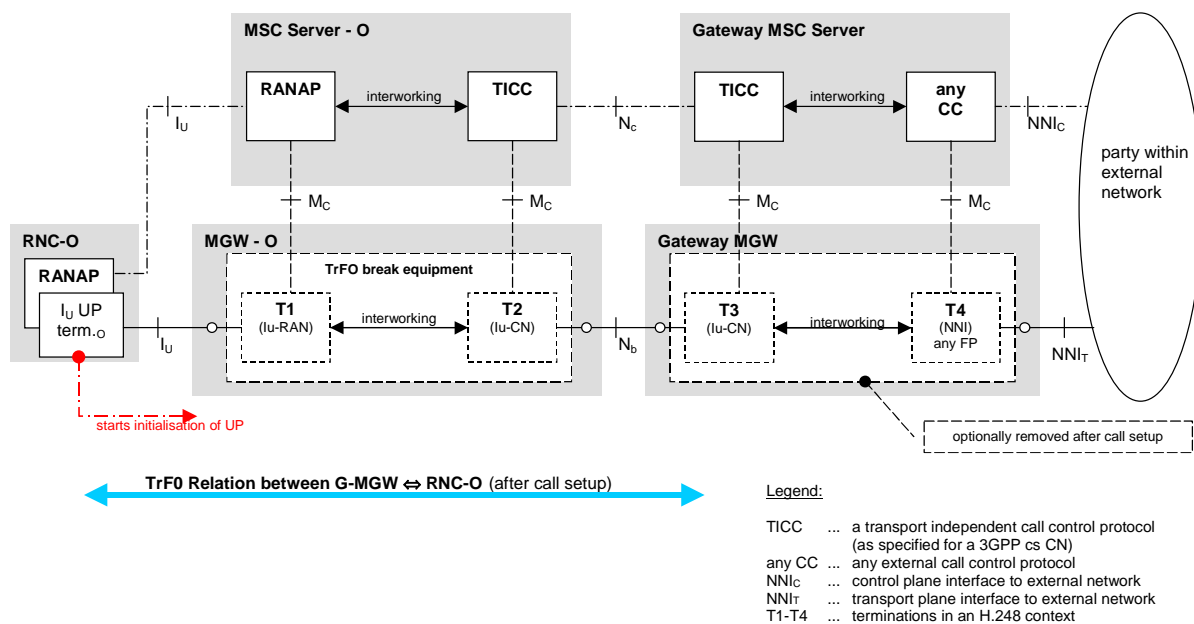 MSC Server - O
Gateway MSC Server
RANAP
interworking
TICC
TICC
interworking
any
CC
IU
Nc
NNIC
party within
external
network
MC
MC
MC
MC
RNC-O
MGW - O
Gateway MGW
RANAP
TrFO break equipment
IU UP
term.O
T1
(Iu-RAN)
interworking
T2
(Iu-CN)
T3
(Iu-CN)
interworking
T4
(NNI)
any FP
IU
Nb
NNIT
starts initialisation of UP
optionally removed after call setup
TrF0 Relation between G-MGW ⇔ RNC-O (after call setup)
Legend:
TICC ... a transport independent call control protocol
(as specified for a 3GPP cs CN)
any CC ... any external call control protocol
NNIC ... control plane interface to external network
NNIT ... transport plane interface to external network
T1-T4 ... terminations in an H.248 context